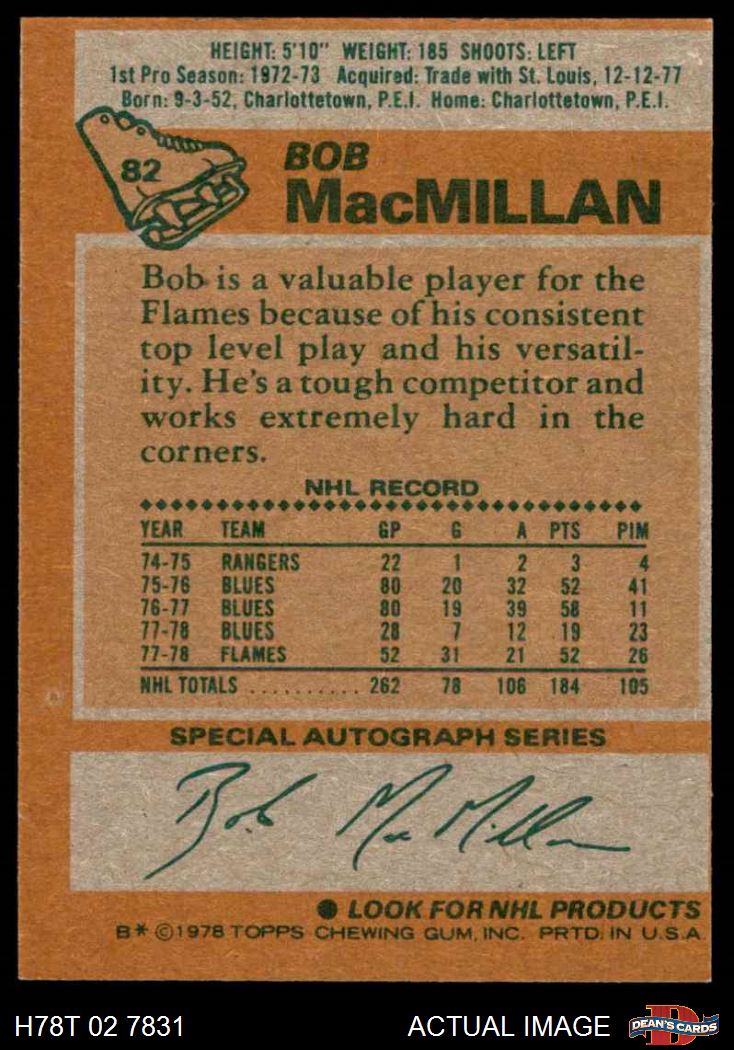 HEIGHT: 5'10" WEIGHT: 185 SHOOTS: LEFT
1st Pro Season: 1972-73 Acquired: Trade with St. Louis, 12-12-77
Born: 9-3-52, Charlottetown, P.E.I. Home: Charlottetown, P.E.I.
82
BOB
MacMILLAN
Bob is a valuable player for the
Flames because of his consistent
top level play and his versatil-
ity. He's a tough competitor and
works extremely hard in the
corners.
NHL RECORD
YEAR TEAM GP G A PTS PIM
74-75 RANGERS 22 1 2 3 4
75-76 BLUES 80 20 32 52 41
76-77 BLUES 80 19 39 58 11
77-78 BLUES 28 7 12 19 23
77-78 FLAMES 52 31 21 52 26
NHL TOTALS .......... 262 78 106 184 105
SPECIAL AUTOGRAPH SERIES
Bob MacMillan
● LOOK FOR NHL PRODUCTS
B* ©1978 TOPPS CHEWING GUM, INC. PRTD. IN U.S.A.
H78T 02 7831 ACTUAL IMAGE DEAN'S CARDS